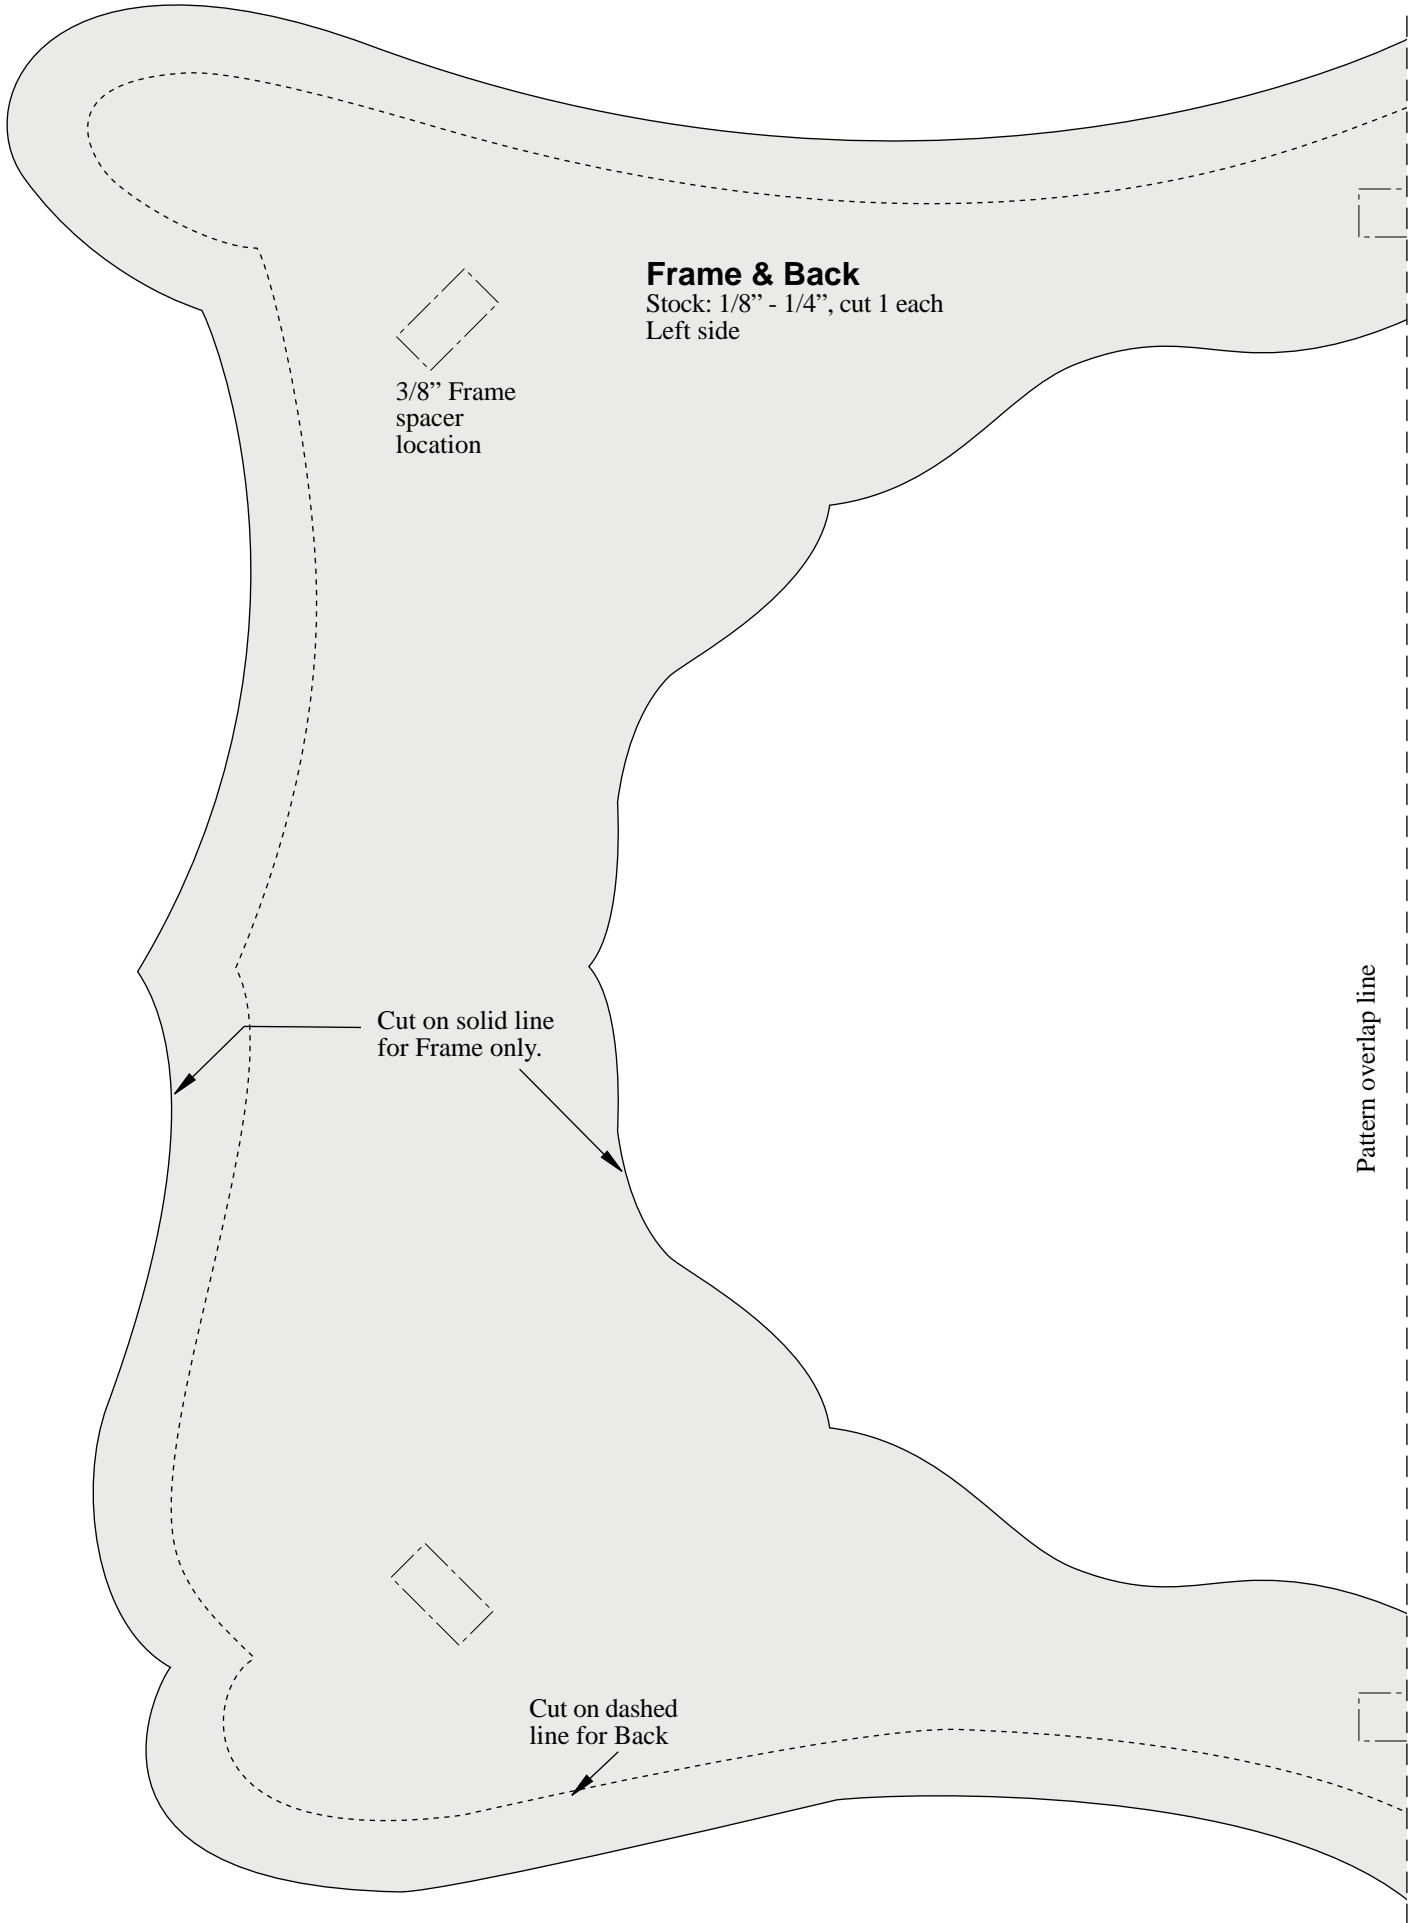 Frame & Back
Stock: 1/8” - 1/4”, cut 1 each
Left side
3/8” Frame
spacer
location
Cut on solid line
for Frame only.
Pattern overlap line
Cut on dashed
line for Back